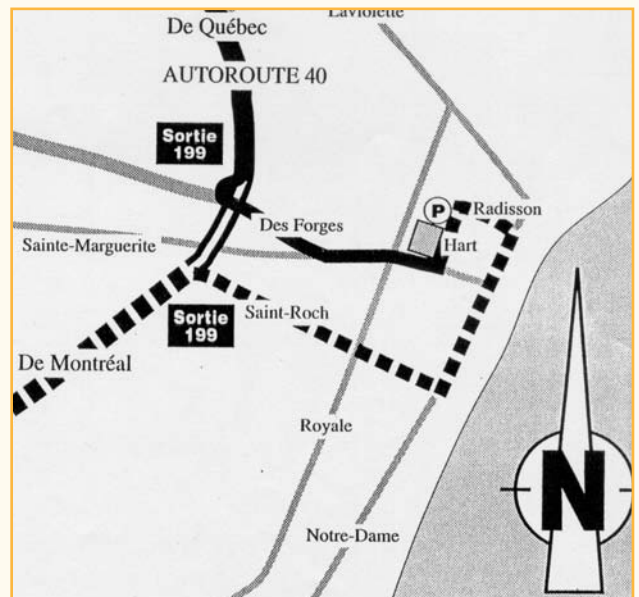 Laviolette
De Québec
AUTOROUTE 40
Sortie
199
P
Radisson
Des Forges
Hart
Sainte-Marguerite
Sortie
199
Saint-Roch
De Montréal
Royale
N
Notre-Dame